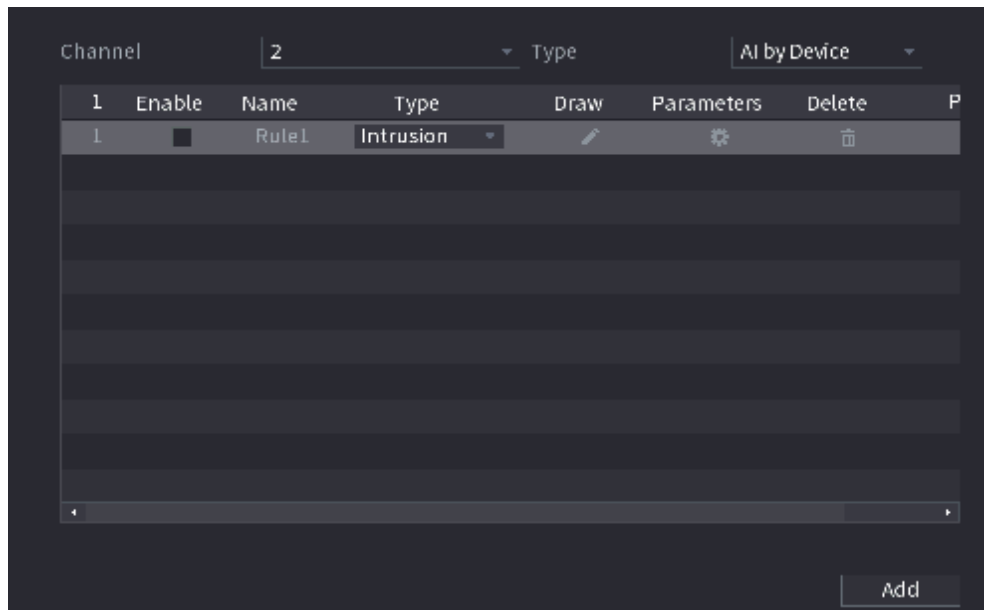 Channel 2 Type AI by Device
1 Enable Name Type Draw Parameters Delete P
1 Rule1 Intrusion
Add